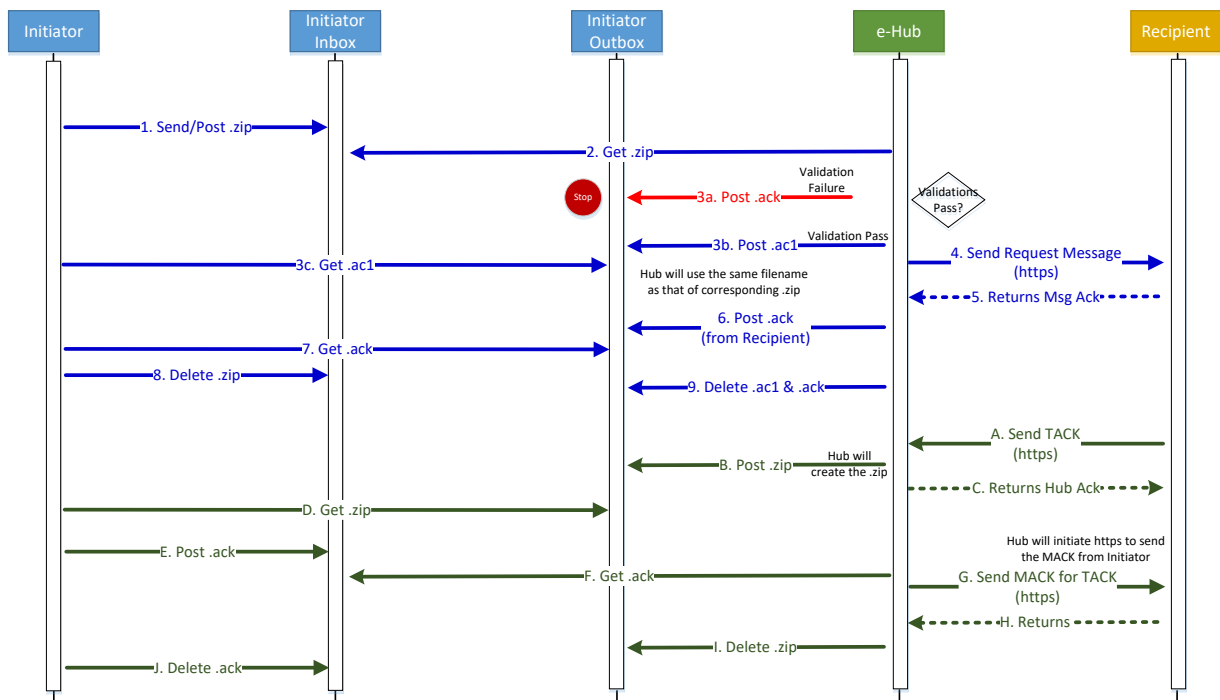 Initiator
Initiator
Inbox
Initiator
Outbox
e-Hub
Recipient
1. Send/Post .zip
2. Get .zip
Validation
Failure
Stop
3a. Post .ack
Validations
Pass?
3b. Post .ac1
Validation Pass
3c. Get .ac1
4. Send Request Message
(https)
Hub will use the same filename
as that of corresponding .zip
5. Returns Msg Ack
6. Post .ack
(from Recipient)
7. Get .ack
8. Delete .zip
9. Delete .ac1 & .ack
A. Send TACK
(https)
B. Post .zip
Hub will
create the .zip
C. Returns Hub Ack
D. Get .zip
E. Post .ack
Hub will initiate https to send
the MACK from Initiator
F. Get .ack
G. Send MACK for TACK
(https)
H. Returns
I. Delete .zip
J. Delete .ack